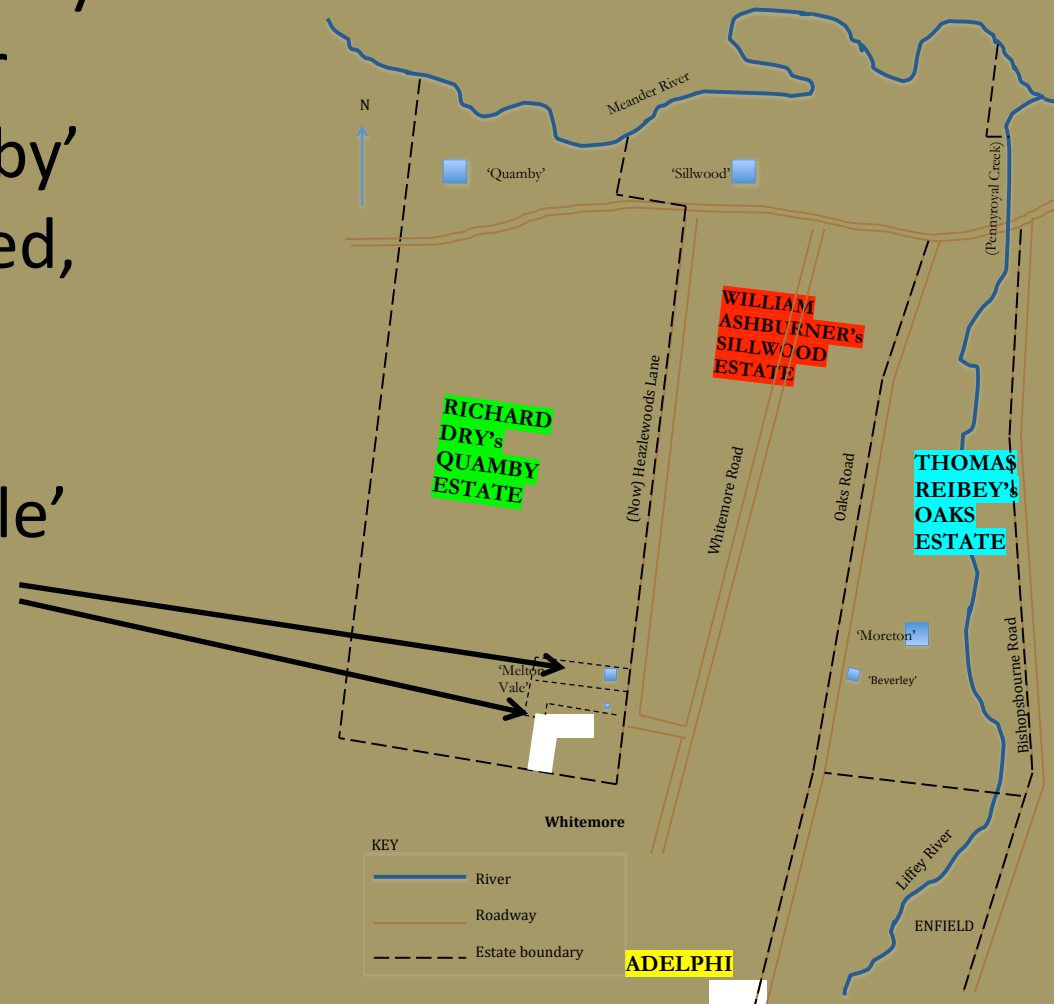 by'
ed,
le'
Meander River
N
'Quamby'
'Sillwood'
(Pennyroyal Creek)
WILLIAM
ASHBURNER's
SILLWOOD
ESTATE
RICHARD
DRY's
QUAMBY
ESTATE
(Now) Heazlewoods Lane
Whitemore Road
Oaks Road
THOMAS
REIBEY's
OAKS
ESTATE
'Moreton'
'Beverley'
Bishopsbourne Road
'Melton
Vale'
Whitemore
KEY
River
Roadway
Estate boundary
Liffey River
ENFIELD
ADELPHI